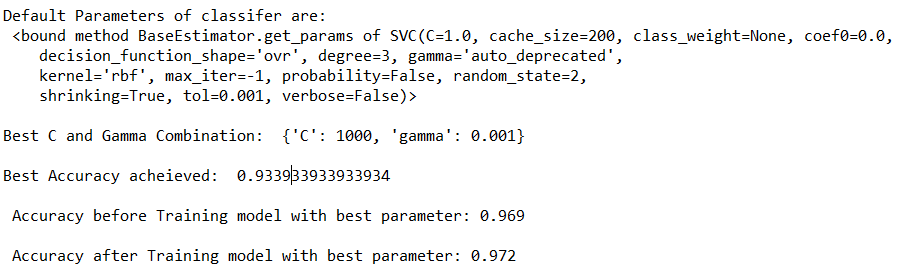 Default Parameters of classifer are:
<bound method BaseEstimator.get_params of SVC(C=1.0, cache_size=200, class_weight=None, coef0=0.0,
decision_function_shape='ovr', degree=3, gamma='auto_deprecated',
kernel='rbf', max_iter=-1, probability=False, random_state=2,
shrinking=True, tol=0.001, verbose=False)>
Best C and Gamma Combination:  {'C': 1000, 'gamma': 0.001}
Best Accuracy acheieved:  0.933933933933934
Accuracy before Training model with best parameter: 0.969
Accuracy after Training model with best parameter: 0.972